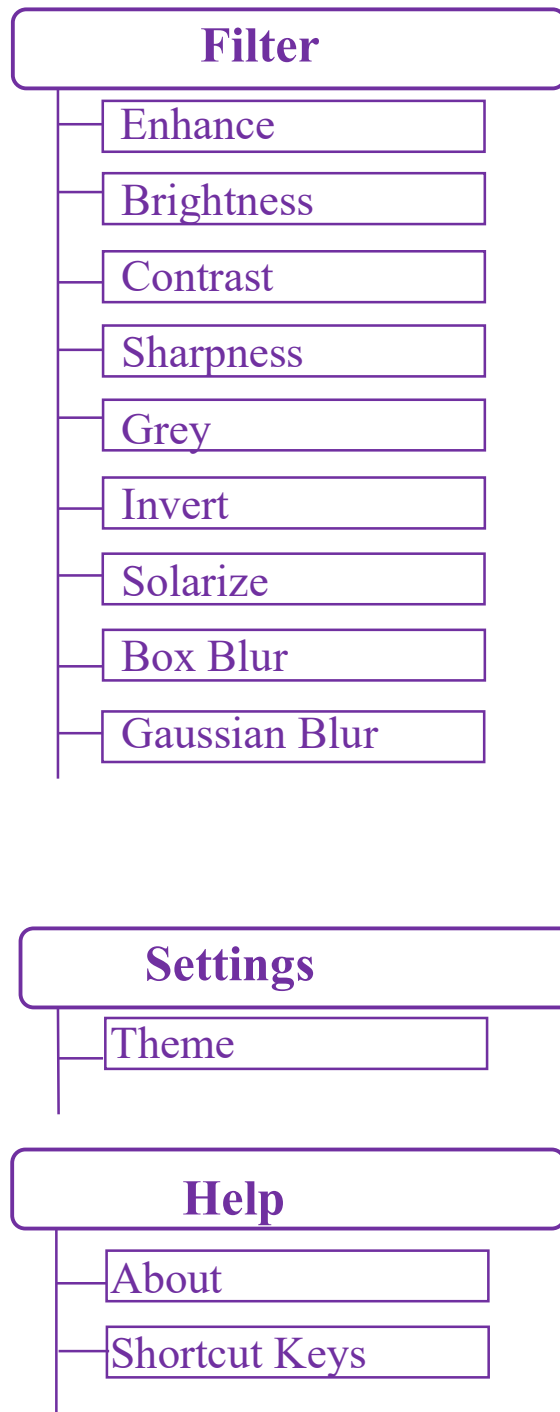 Filter
Enhance
Brightness
Contrast
Sharpness
Grey
Invert
Solarize
Box Blur
Gaussian Blur
Settings
Theme
Help
About
Shortcut Keys